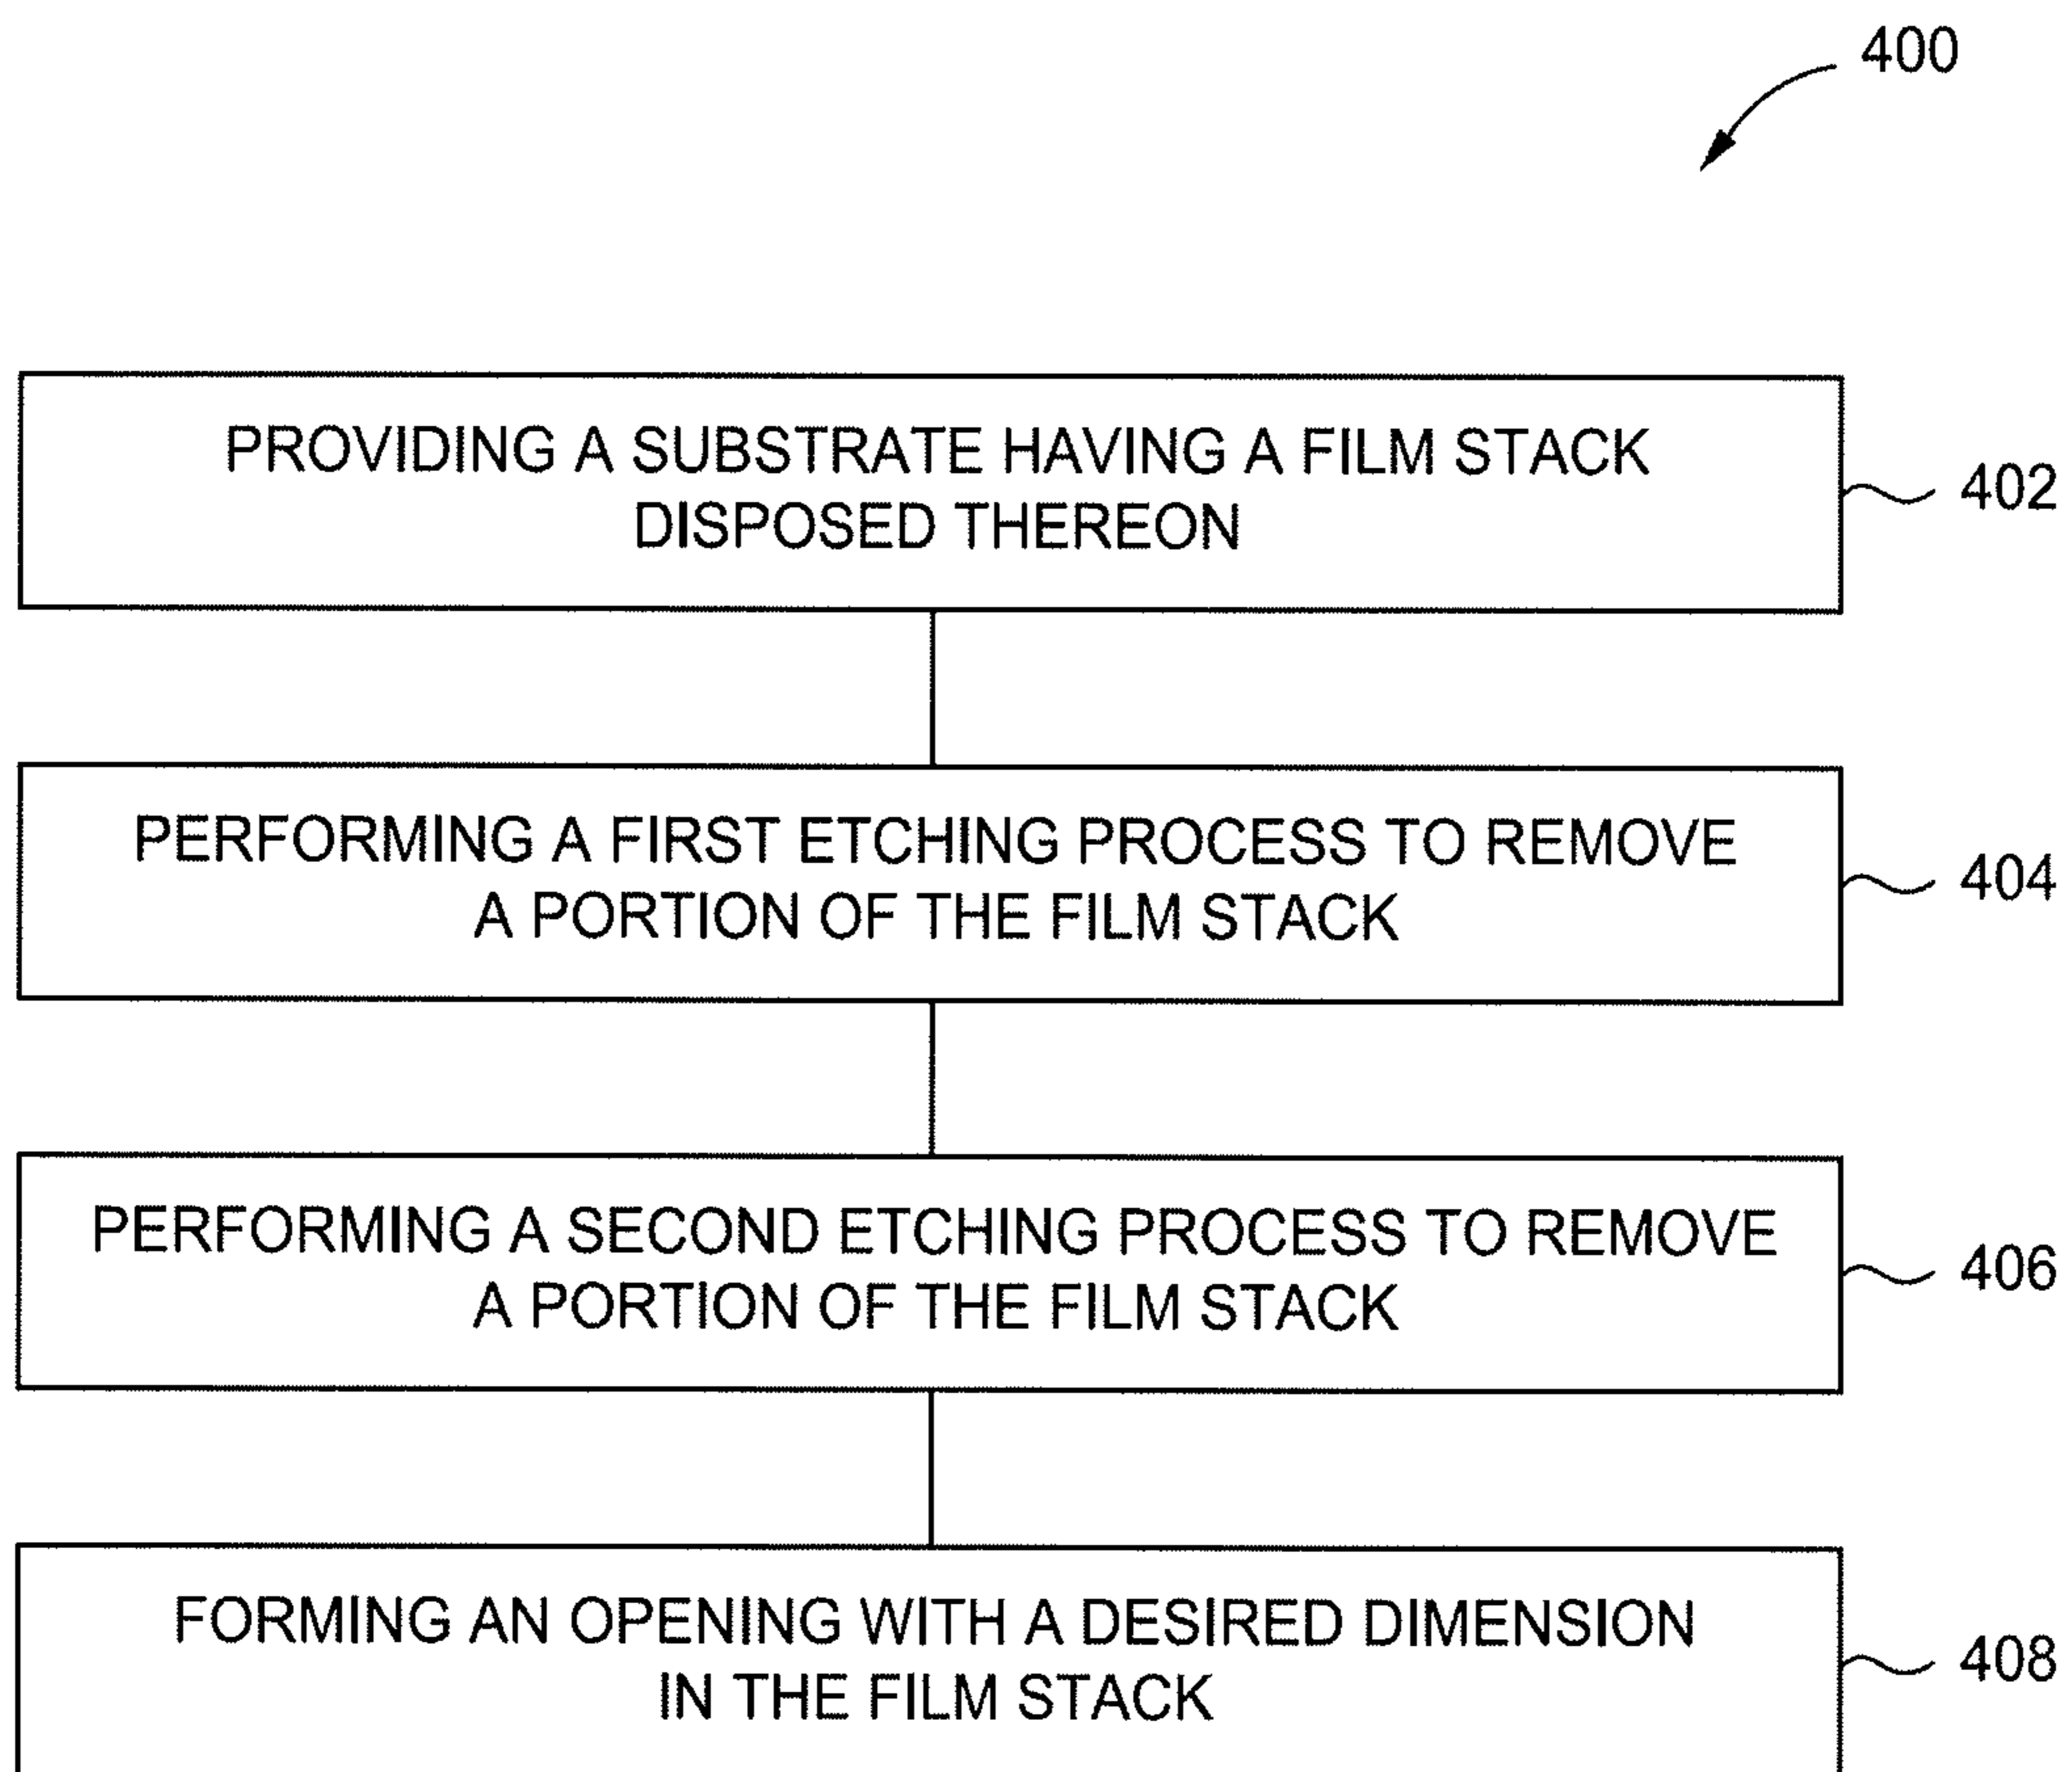 400
PROVIDING A SUBSTRATE HAVING A FILM STACK
DISPOSED THEREON
402
PERFORMING A FIRST ETCHING PROCESS TO REMOVE
A PORTION OF THE FILM STACK
404
PERFORMING A SECOND ETCHING PROCESS TO REMOVE
A PORTION OF THE FILM STACK
406
FORMING AN OPENING WITH A DESIRED DIMENSION
IN THE FILM STACK
408